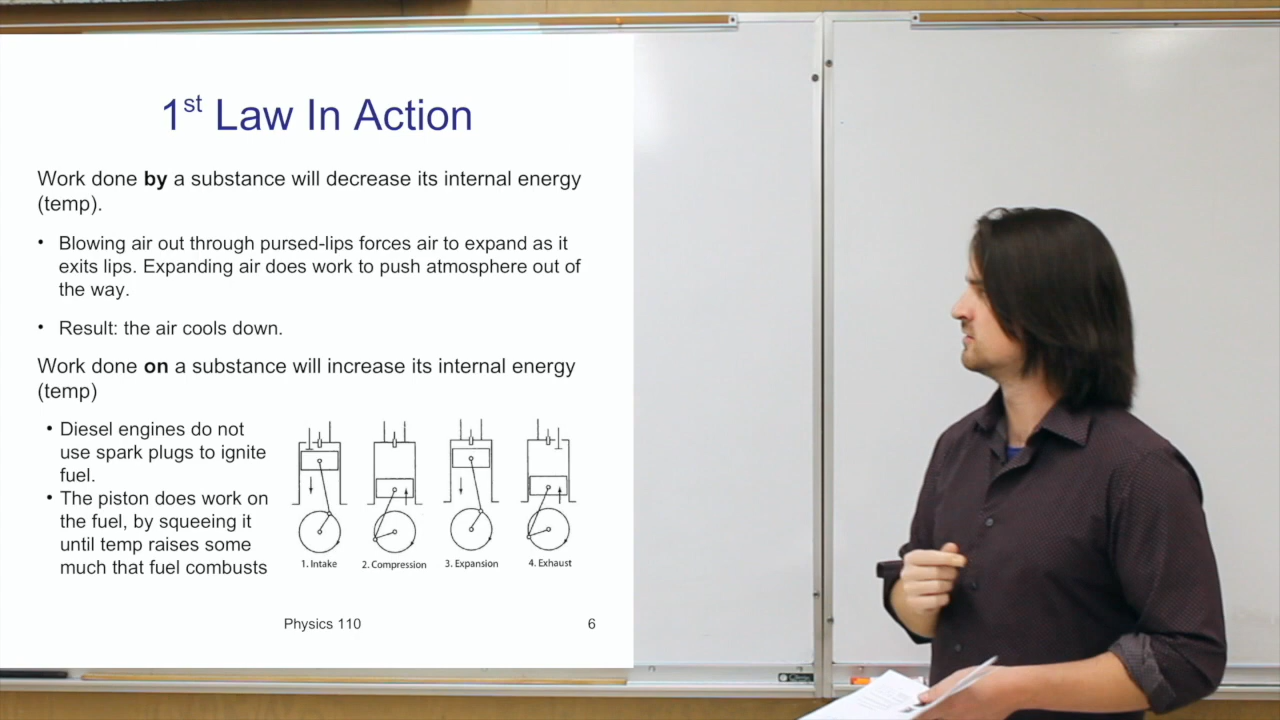 1st Law In Action
Work done by a substance will decrease its internal energy
(temp).
• Blowing air out through pursed-lips forces air to expand as it
exits lips. Expanding air does work to push atmosphere out of
the way.
• Result: the air cools down.
Work done on a substance will increase its internal energy
(temp)
• Diesel engines do not
use spark plugs to ignite
fuel.
• The piston does work on
the fuel, by squeeing it
until temp raises some
much that fuel combusts
1. Intake 2. Compression 3. Expansion 4. Exhaust
Physics 110 6